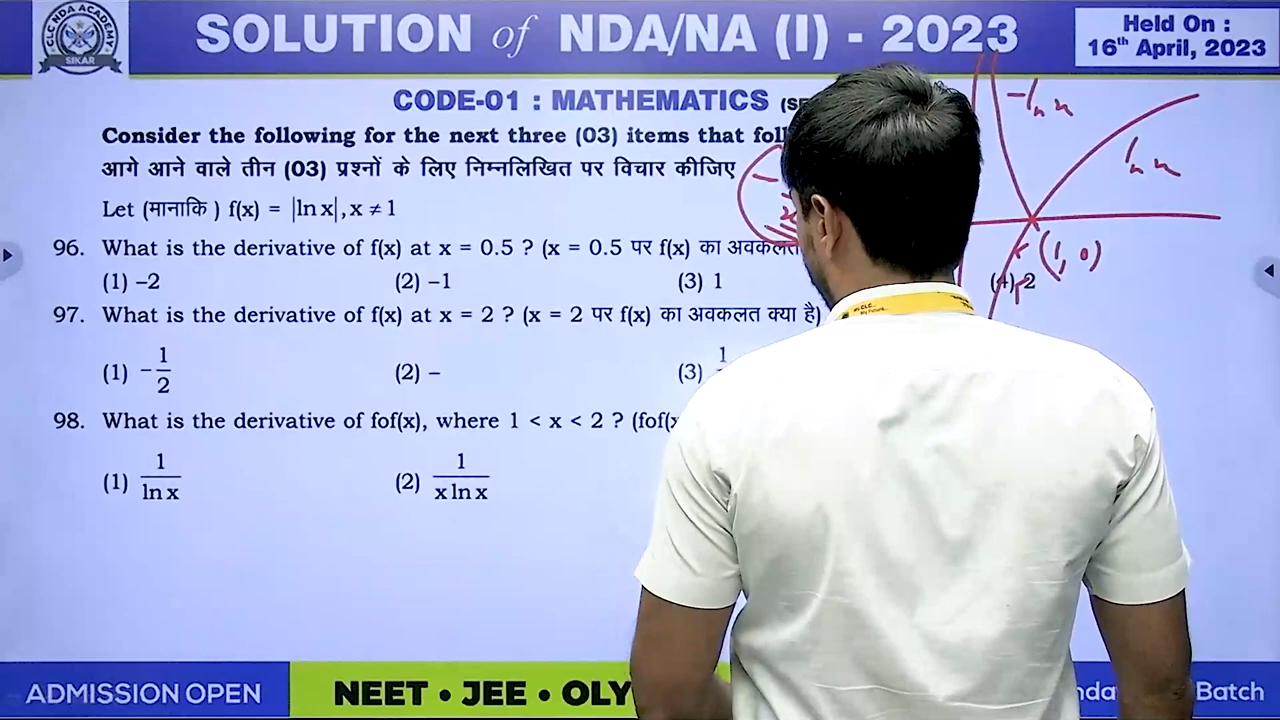 CLC NDA ACADEMY
SIKAR
SOLUTION of NDA/NA (I) - 2023
Held On :
16th April, 2023
CODE-01 : MATHEMATICS
Consider the following for the next three (03) items that
आगे आने वाले तीन (03) प्रश्नों के लिए निम्नलिखित पर विचार कीजिए
Let (मानाकि ) f(x) = |ln x|, x ≠ 1
96. What is the derivative of f(x) at x = 0.5 ? (x = 0.5 पर f(x) का अवकलत
(1) –2 (2) –1 (3) 1 (4) 2
97. What is the derivative of f(x) at x = 2 ? (x = 2 पर f(x) का अवकलत क्या है)
(1) -1/2 (2) – (3) 1
98. What is the derivative of fof(x), where 1 < x < 2 ? (fof(x
(1) 1/ln x (2) 1/x ln x
-ln x
ln x
(1, 0)
ADMISSION OPEN
NEET • JEE •
Batch